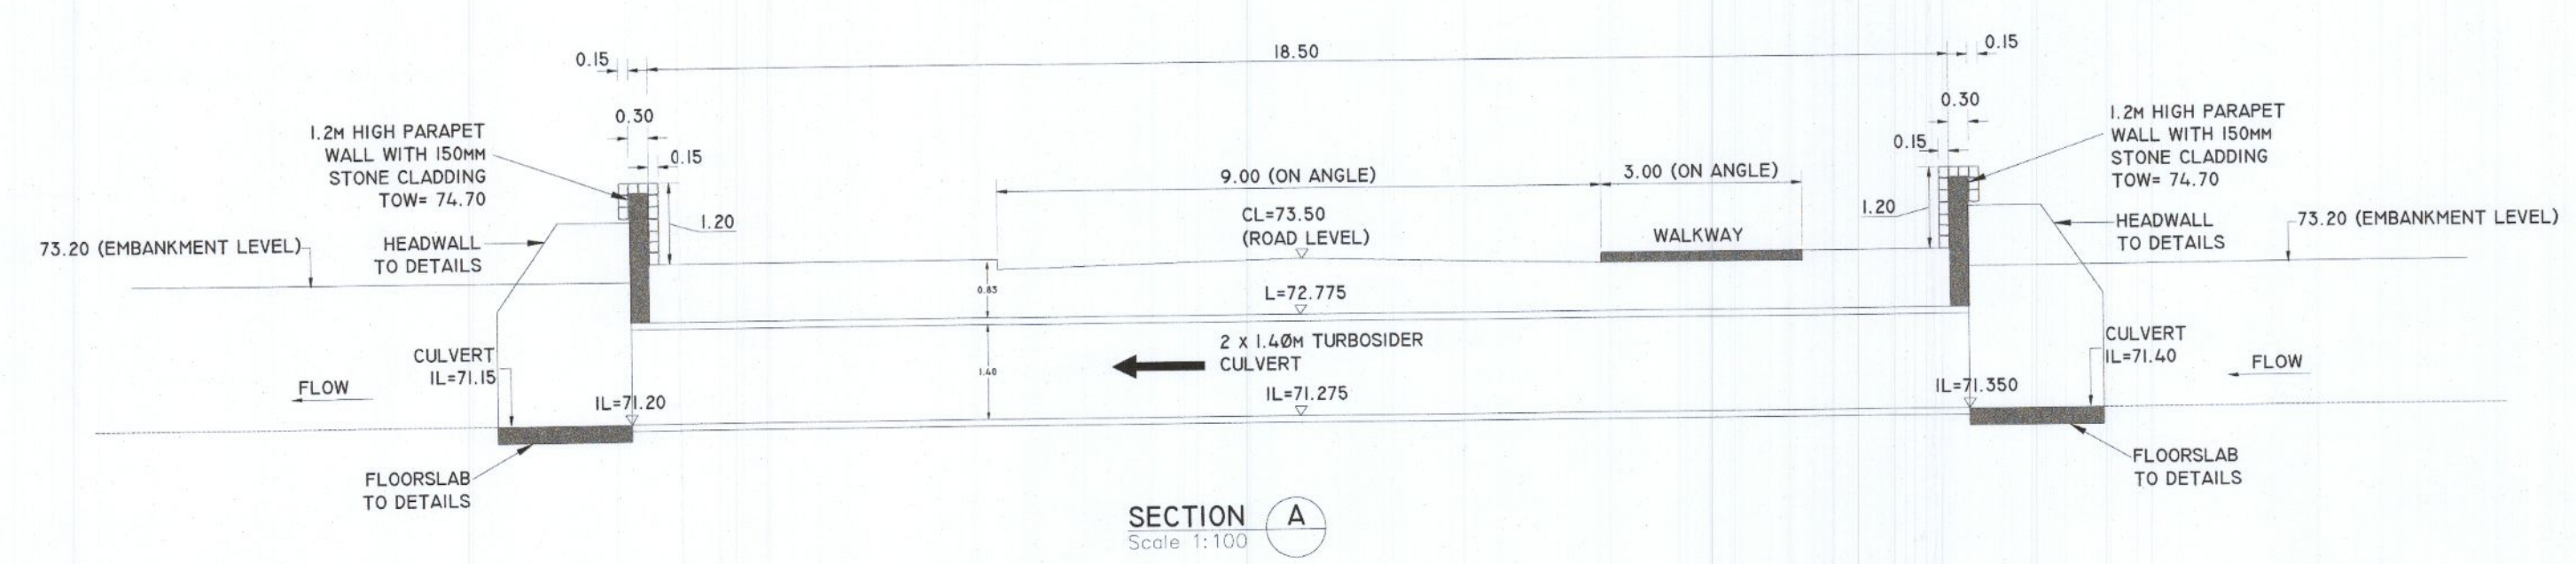 0.15
18.50
0.15
0.30
0.30
1.2M HIGH PARAPET
WALL WITH 150MM
STONE CLADDING
TOW= 74.70
0.15
1.20
9.00 (ON ANGLE)
3.00 (ON ANGLE)
0.15
1.20
1.2M HIGH PARAPET
WALL WITH 150MM
STONE CLADDING
TOW= 74.70
73.20 (EMBANKMENT LEVEL)
HEADWALL
TO DETAILS
CL=73.50
(ROAD LEVEL)
WALKWAY
HEADWALL
TO DETAILS
73.20 (EMBANKMENT LEVEL)
0.83
L=72.775
2 X 1.40M TURBOSIDER
CULVERT
1.40
IL=71.275
CULVERT
IL=71.15
FLOW
IL=71.20
IL=71.350
CULVERT
IL=71.40
FLOW
FLOORSLAB
TO DETAILS
FLOORSLAB
TO DETAILS
SECTION A
Scale 1:100